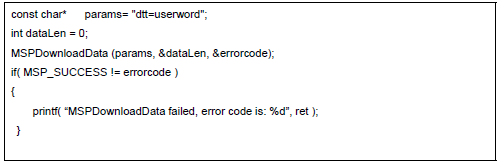 const char* params= "dtt=userword";
int dataLen = 0;
MSPDownloadData (params, &dataLen, &errorcode);
if( MSP_SUCCESS != errorcode )
{
printf( “MSPDownloadData failed, error code is: %d”, ret );
}